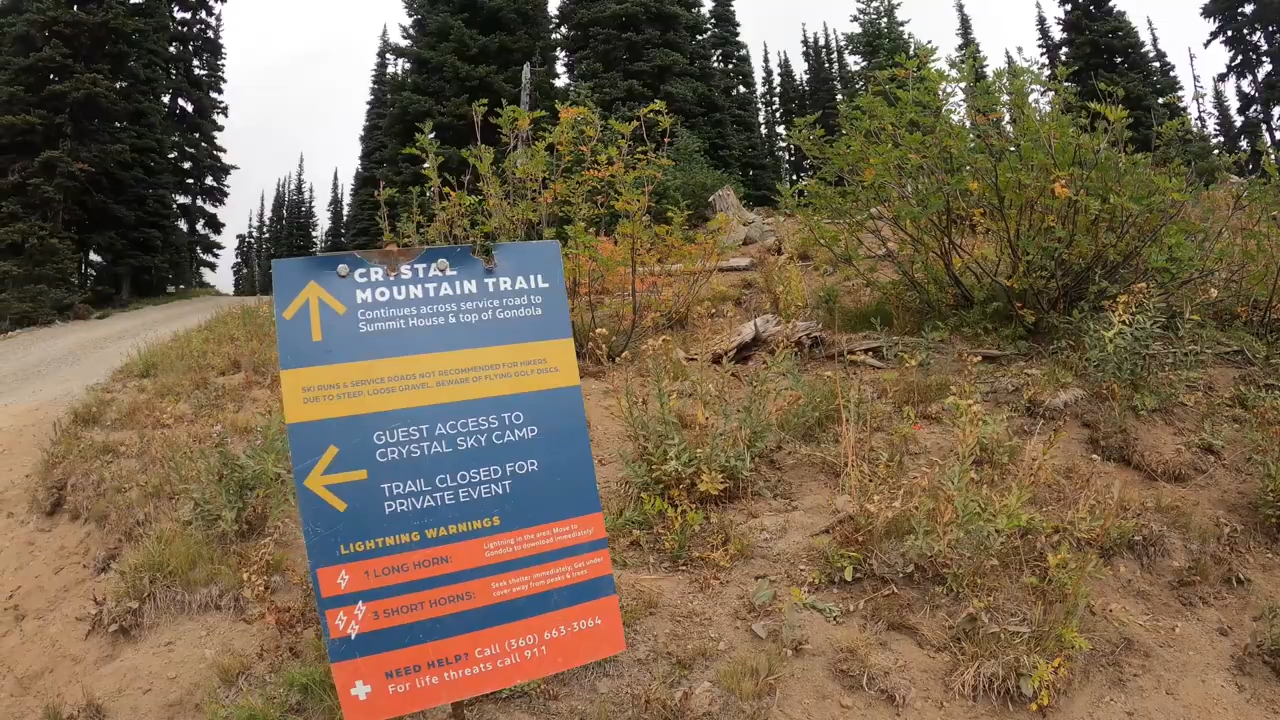 CRYSTAL
MOUNTAIN TRAIL
Continues across service road to
Summit House & top of Gondola
SKI RUNS & SERVICE ROADS NOT RECOMMENDED FOR HIKERS
DUE TO STEEP, LOOSE GRAVEL. BEWARE OF FLYING GOLF DISCS.
GUEST ACCESS TO
CRYSTAL SKY CAMP
TRAIL CLOSED FOR
PRIVATE EVENT
LIGHTNING WARNINGS
1 LONG HORN:
Lightning in the area; Move to
Gondola to download immediately!
3 SHORT HORNS:
Seek shelter immediately; Get under
cover away from peaks & trees
NEED HELP? Call (360) 663-3064
For life threats call 911